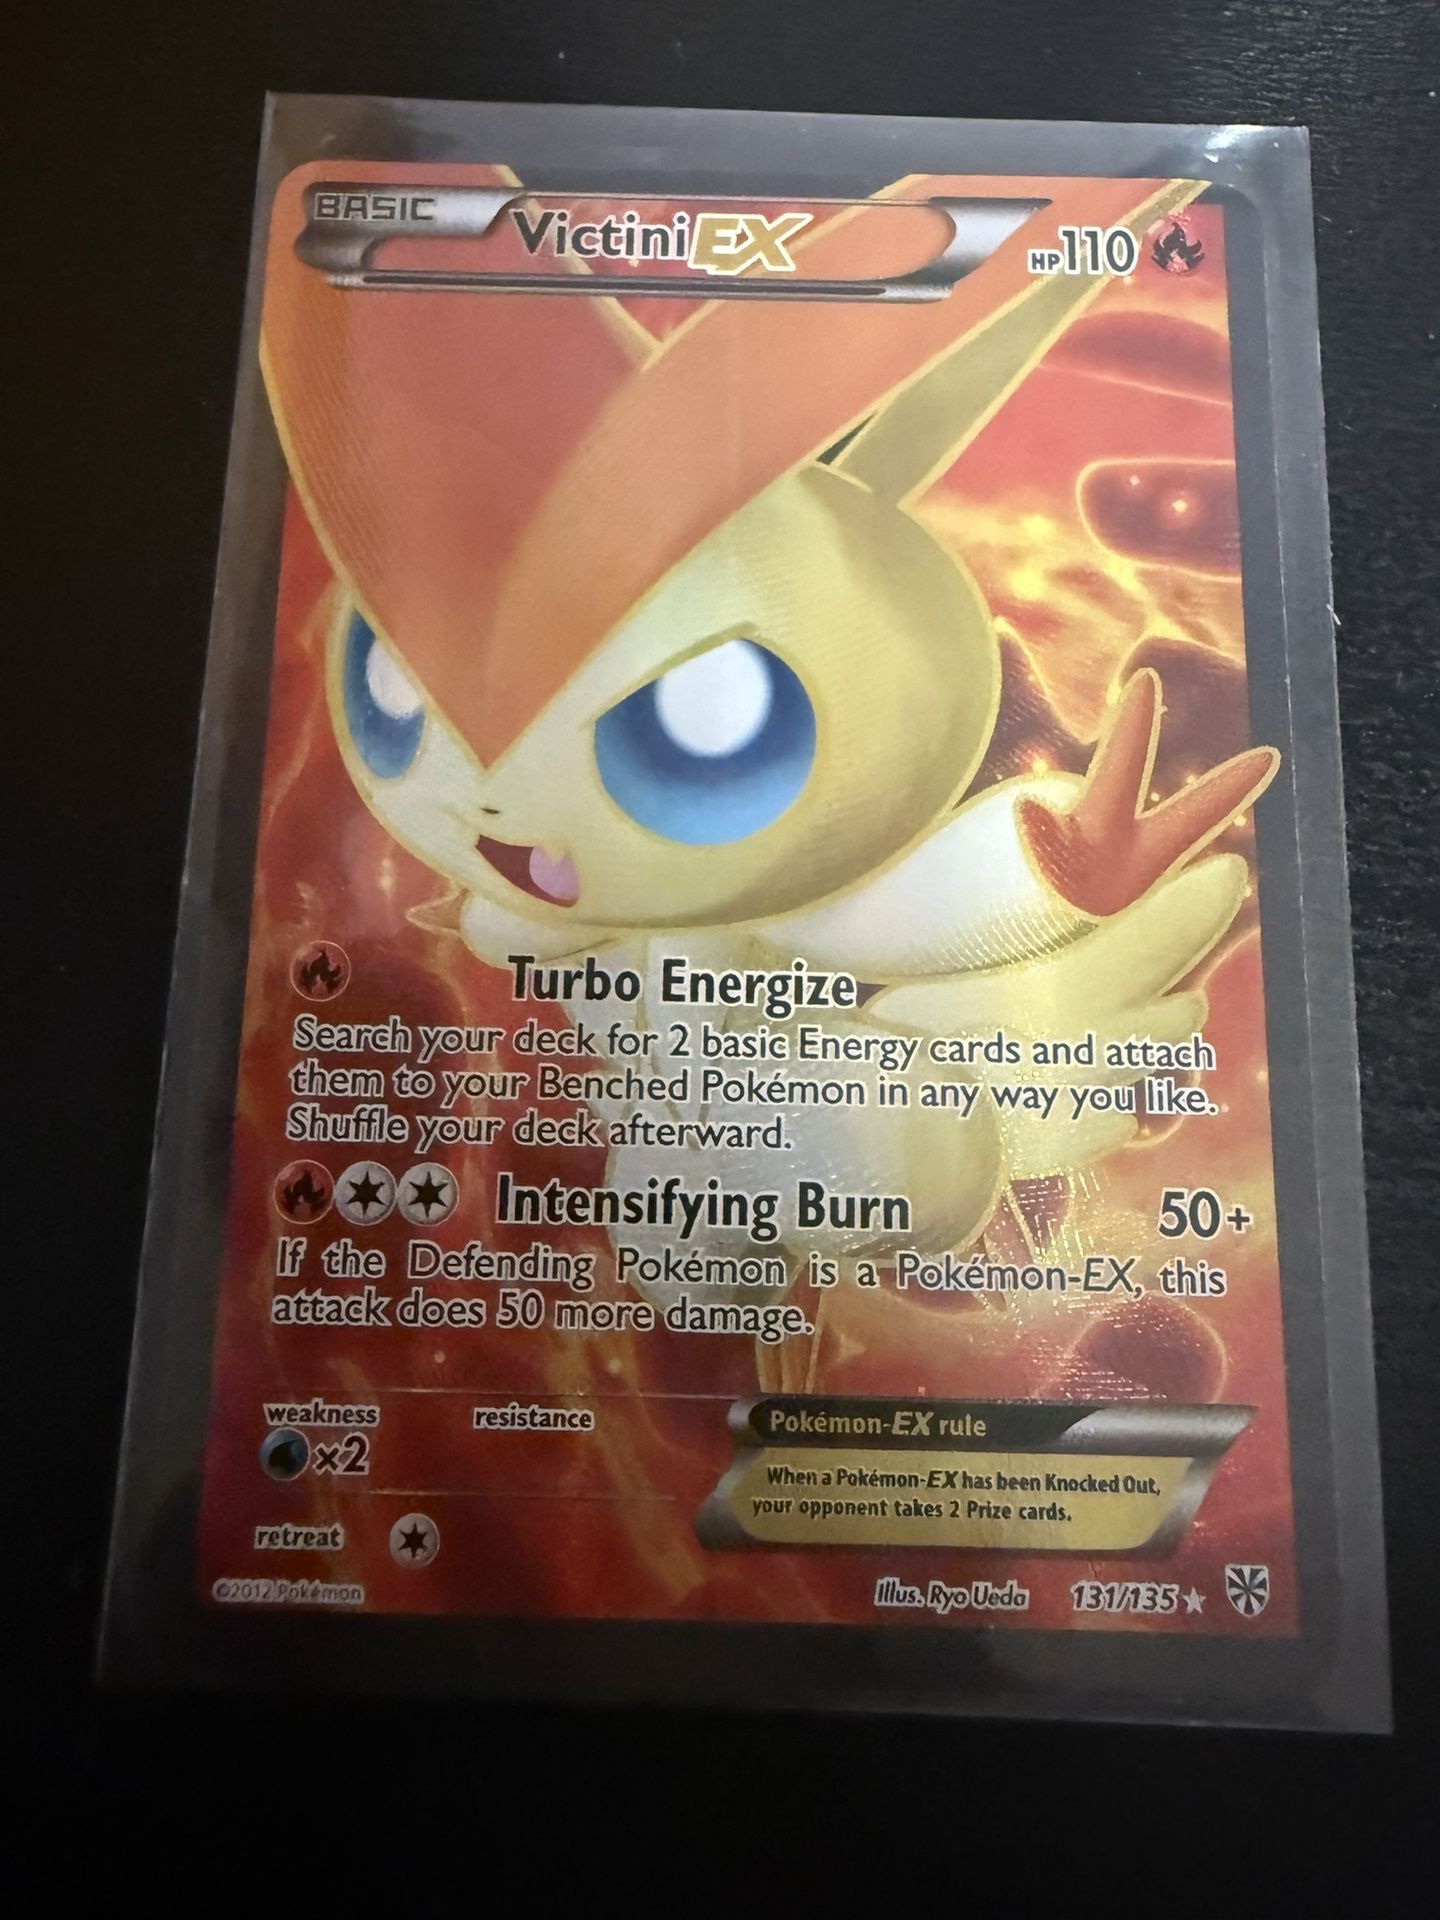 BASIC
Victini EX
HP110
Turbo Energize
Search your deck for 2 basic Energy cards and attach
them to your Benched Pokémon in any way you like.
Shuffle your deck afterward.
Intensifying Burn 50+
If the Defending Pokémon is a Pokémon-EX, this
attack does 50 more damage.
weakness
×2
resistance
Pokémon-EX rule
When a Pokémon-EX has been Knocked Out,
your opponent takes 2 Prize cards.
retreat
©2012 Pokémon
Illus. Ryo Ueda
131/135